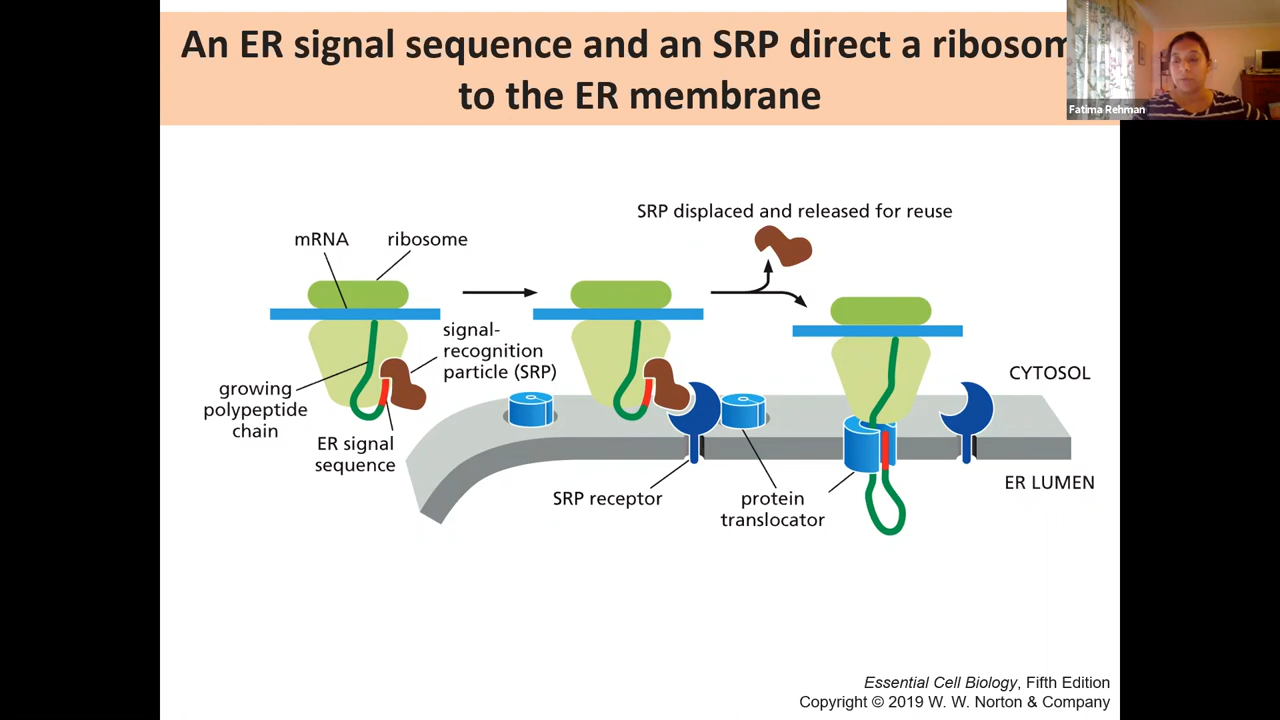 An ER signal sequence and an SRP direct a
to the ER membrane
Fatima Rehman
SRP displaced and released for reuse
mRNA
ribosome
signal-
recognition
particle (SRP)
growing
polypeptide
chain
ER signal
sequence
CYTOSOL
ER LUMEN
SRP receptor
protein
translocator
Essential Cell Biology, Fifth Edition
Copyright © 2019 W. W. Norton & Company